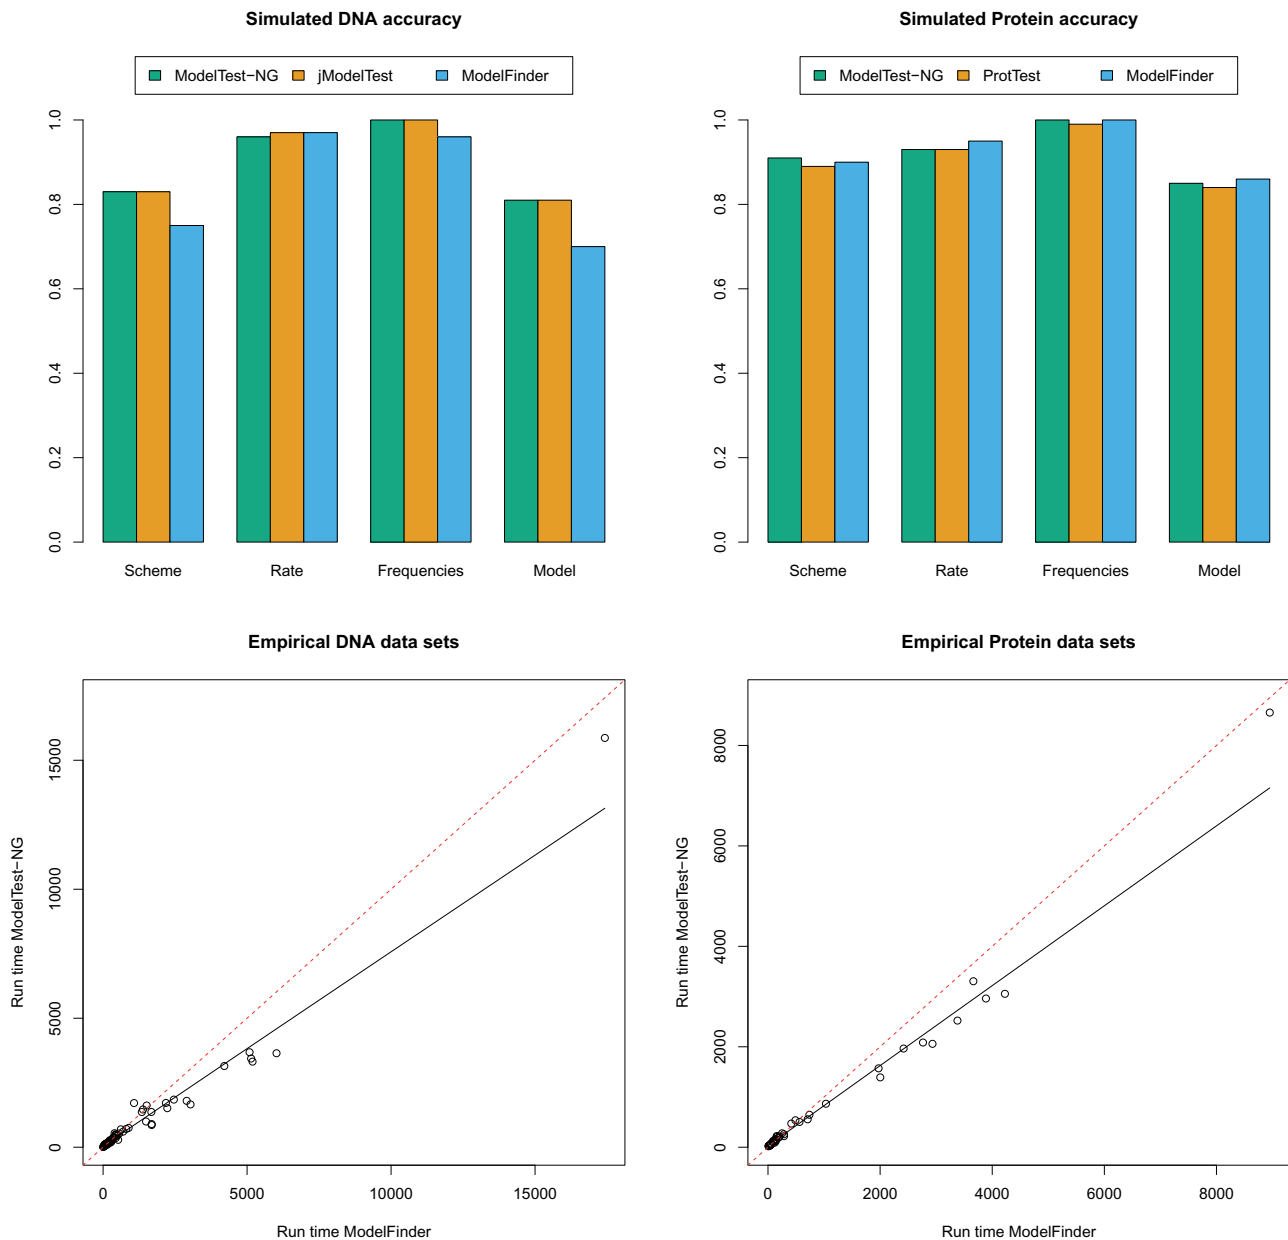 Simulated DNA accuracy
ModelTest−NG jModelTest ModelFinder
0.0 0.2 0.4 0.6 0.8 1.0
Scheme Rate Frequencies Model
Simulated Protein accuracy
ModelTest−NG ProtTest ModelFinder
0.0 0.2 0.4 0.6 0.8 1.0
Scheme Rate Frequencies Model
Empirical DNA data sets
Run time ModelTest−NG
0 5000 10000 15000
0 5000 10000 15000
Run time ModelFinder
Empirical Protein data sets
Run time ModelTest−NG
0 2000 4000 6000 8000
0 2000 4000 6000 8000
Run time ModelFinder